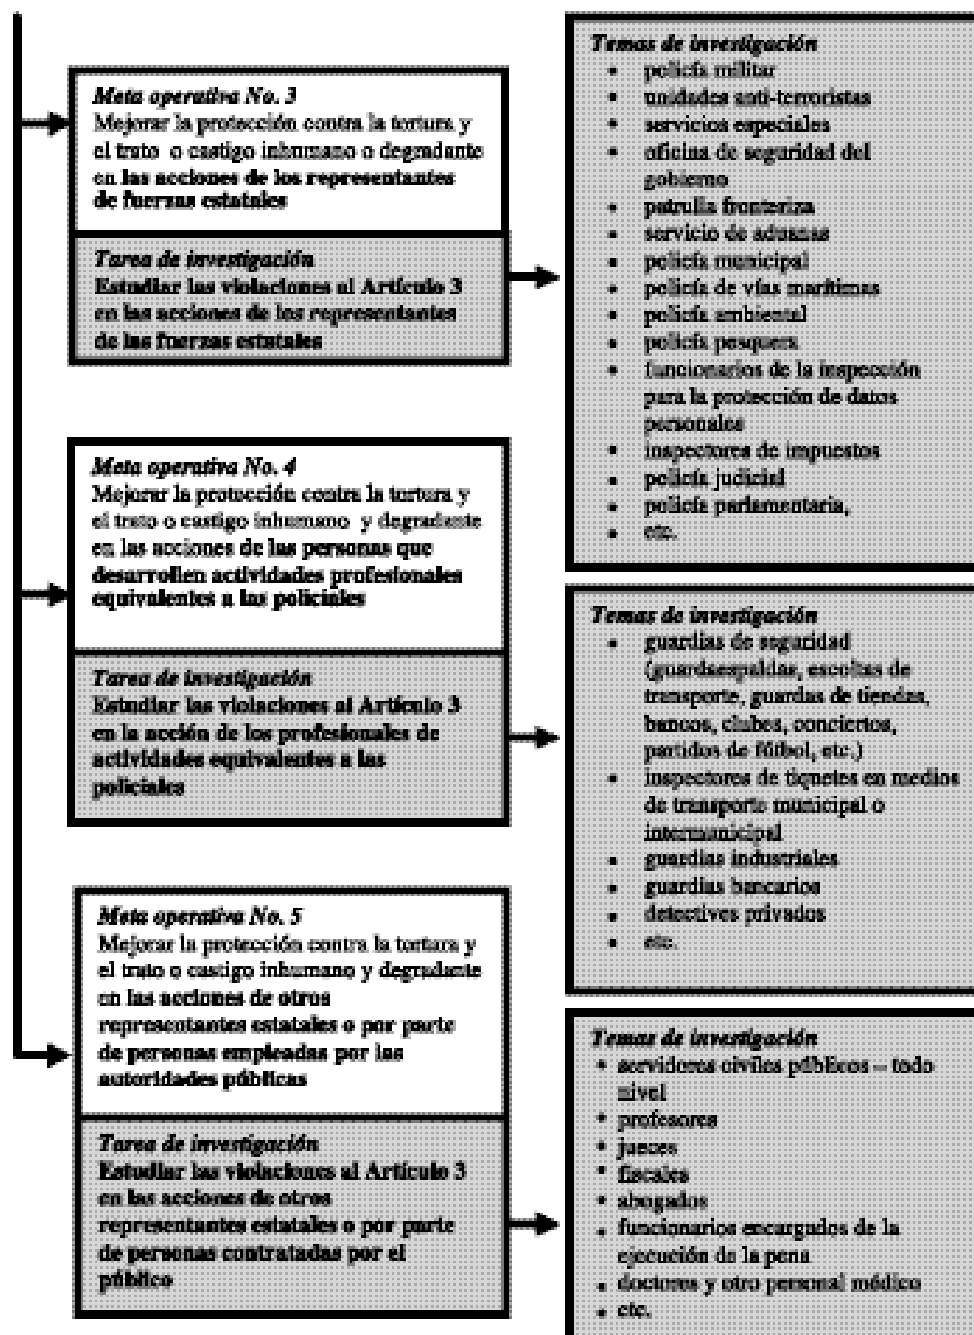 Meta operativa No. 3
Mejorar la protección contra la tortura y
el trato o castigo inhumano o degradante
en las acciones de los representantes
de fuerzas estatales
Tarea de investigación
Estudiar las violaciones al Artículo 3
en las acciones de los representantes
de las fuerzas estatales
Temas de investigación
• policía militar
• unidades anti-terroristas
• servicios especiales
• oficina de seguridad del
gobierno
• patrulla fronteriza
• servicio de aduanas
• policía municipal
• policía de vías marítimas
• policía ambiental
• policía pesquera
• funcionarios de la inspección
para la protección de datos
personales
• inspectores de impuestos
• policía judicial
• policía parlamentaria,
• etc.
Meta operativa No. 4
Mejorar la protección contra la tortura y
el trato o castigo inhumano y degradante
en las acciones de las personas que
desarrollen actividades profesionales
equivalentes a las policiales
Tarea de investigación
Estudiar las violaciones al Artículo 3
en la acción de los profesionales de
actividades equivalentes a las
policiales
Temas de investigación
• guardias de seguridad
(guardaespaldas, escoltas de
transporte, guardas de tiendas,
bancos, clubes, conciertos,
partidos de fútbol, etc.)
• inspectores de tiquetes en medios
de transporte municipal o
intermunicipal
• guardias industriales
• guardias bancarios
• detectives privados
• etc.
Meta operativa No. 5
Mejorar la protección contra la tortura y
el trato o castigo inhumano y degradante
en las acciones de otros
representantes estatales o por parte
de personas empleadas por las
autoridades públicas
Tarea de investigación
Estudiar las violaciones al Artículo 3
en las acciones de otros
representantes estatales o por parte
de personas contratadas por el
público
Temas de investigación
• servidores civiles públicos – todo
nivel
• profesores
• jueces
• fiscales
• abogados
• funcionarios encargados de la
ejecución de la pena
• doctores y otro personal médico
• etc.